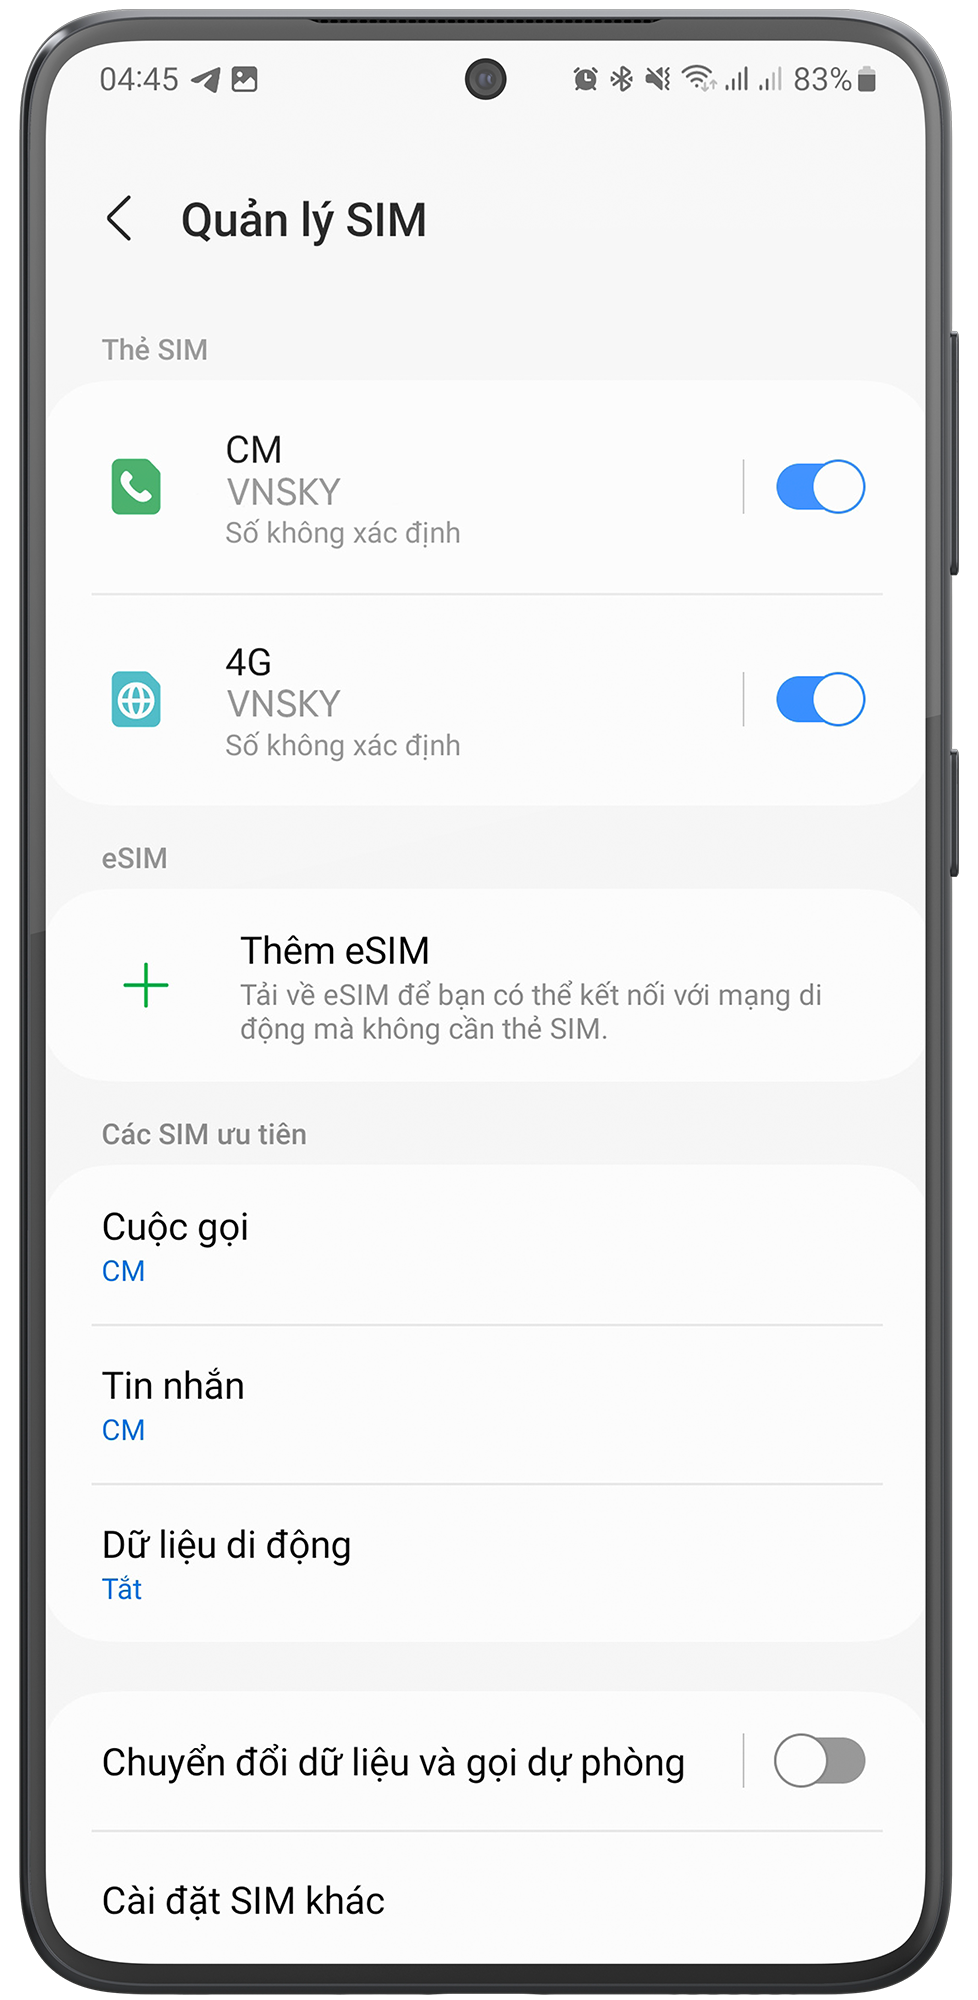 04:45
83%
Quản lý SIM
Thẻ SIM
CM
VNSKY
Số không xác định
4G
VNSKY
Số không xác định
eSIM
Thêm eSIM
Tải về eSIM để bạn có thể kết nối với mạng di
động mà không cần thẻ SIM.
Các SIM ưu tiên
Cuộc gọi
CM
Tin nhắn
CM
Dữ liệu di động
Tắt
Chuyển đổi dữ liệu và gọi dự phòng
Cài đặt SIM khác